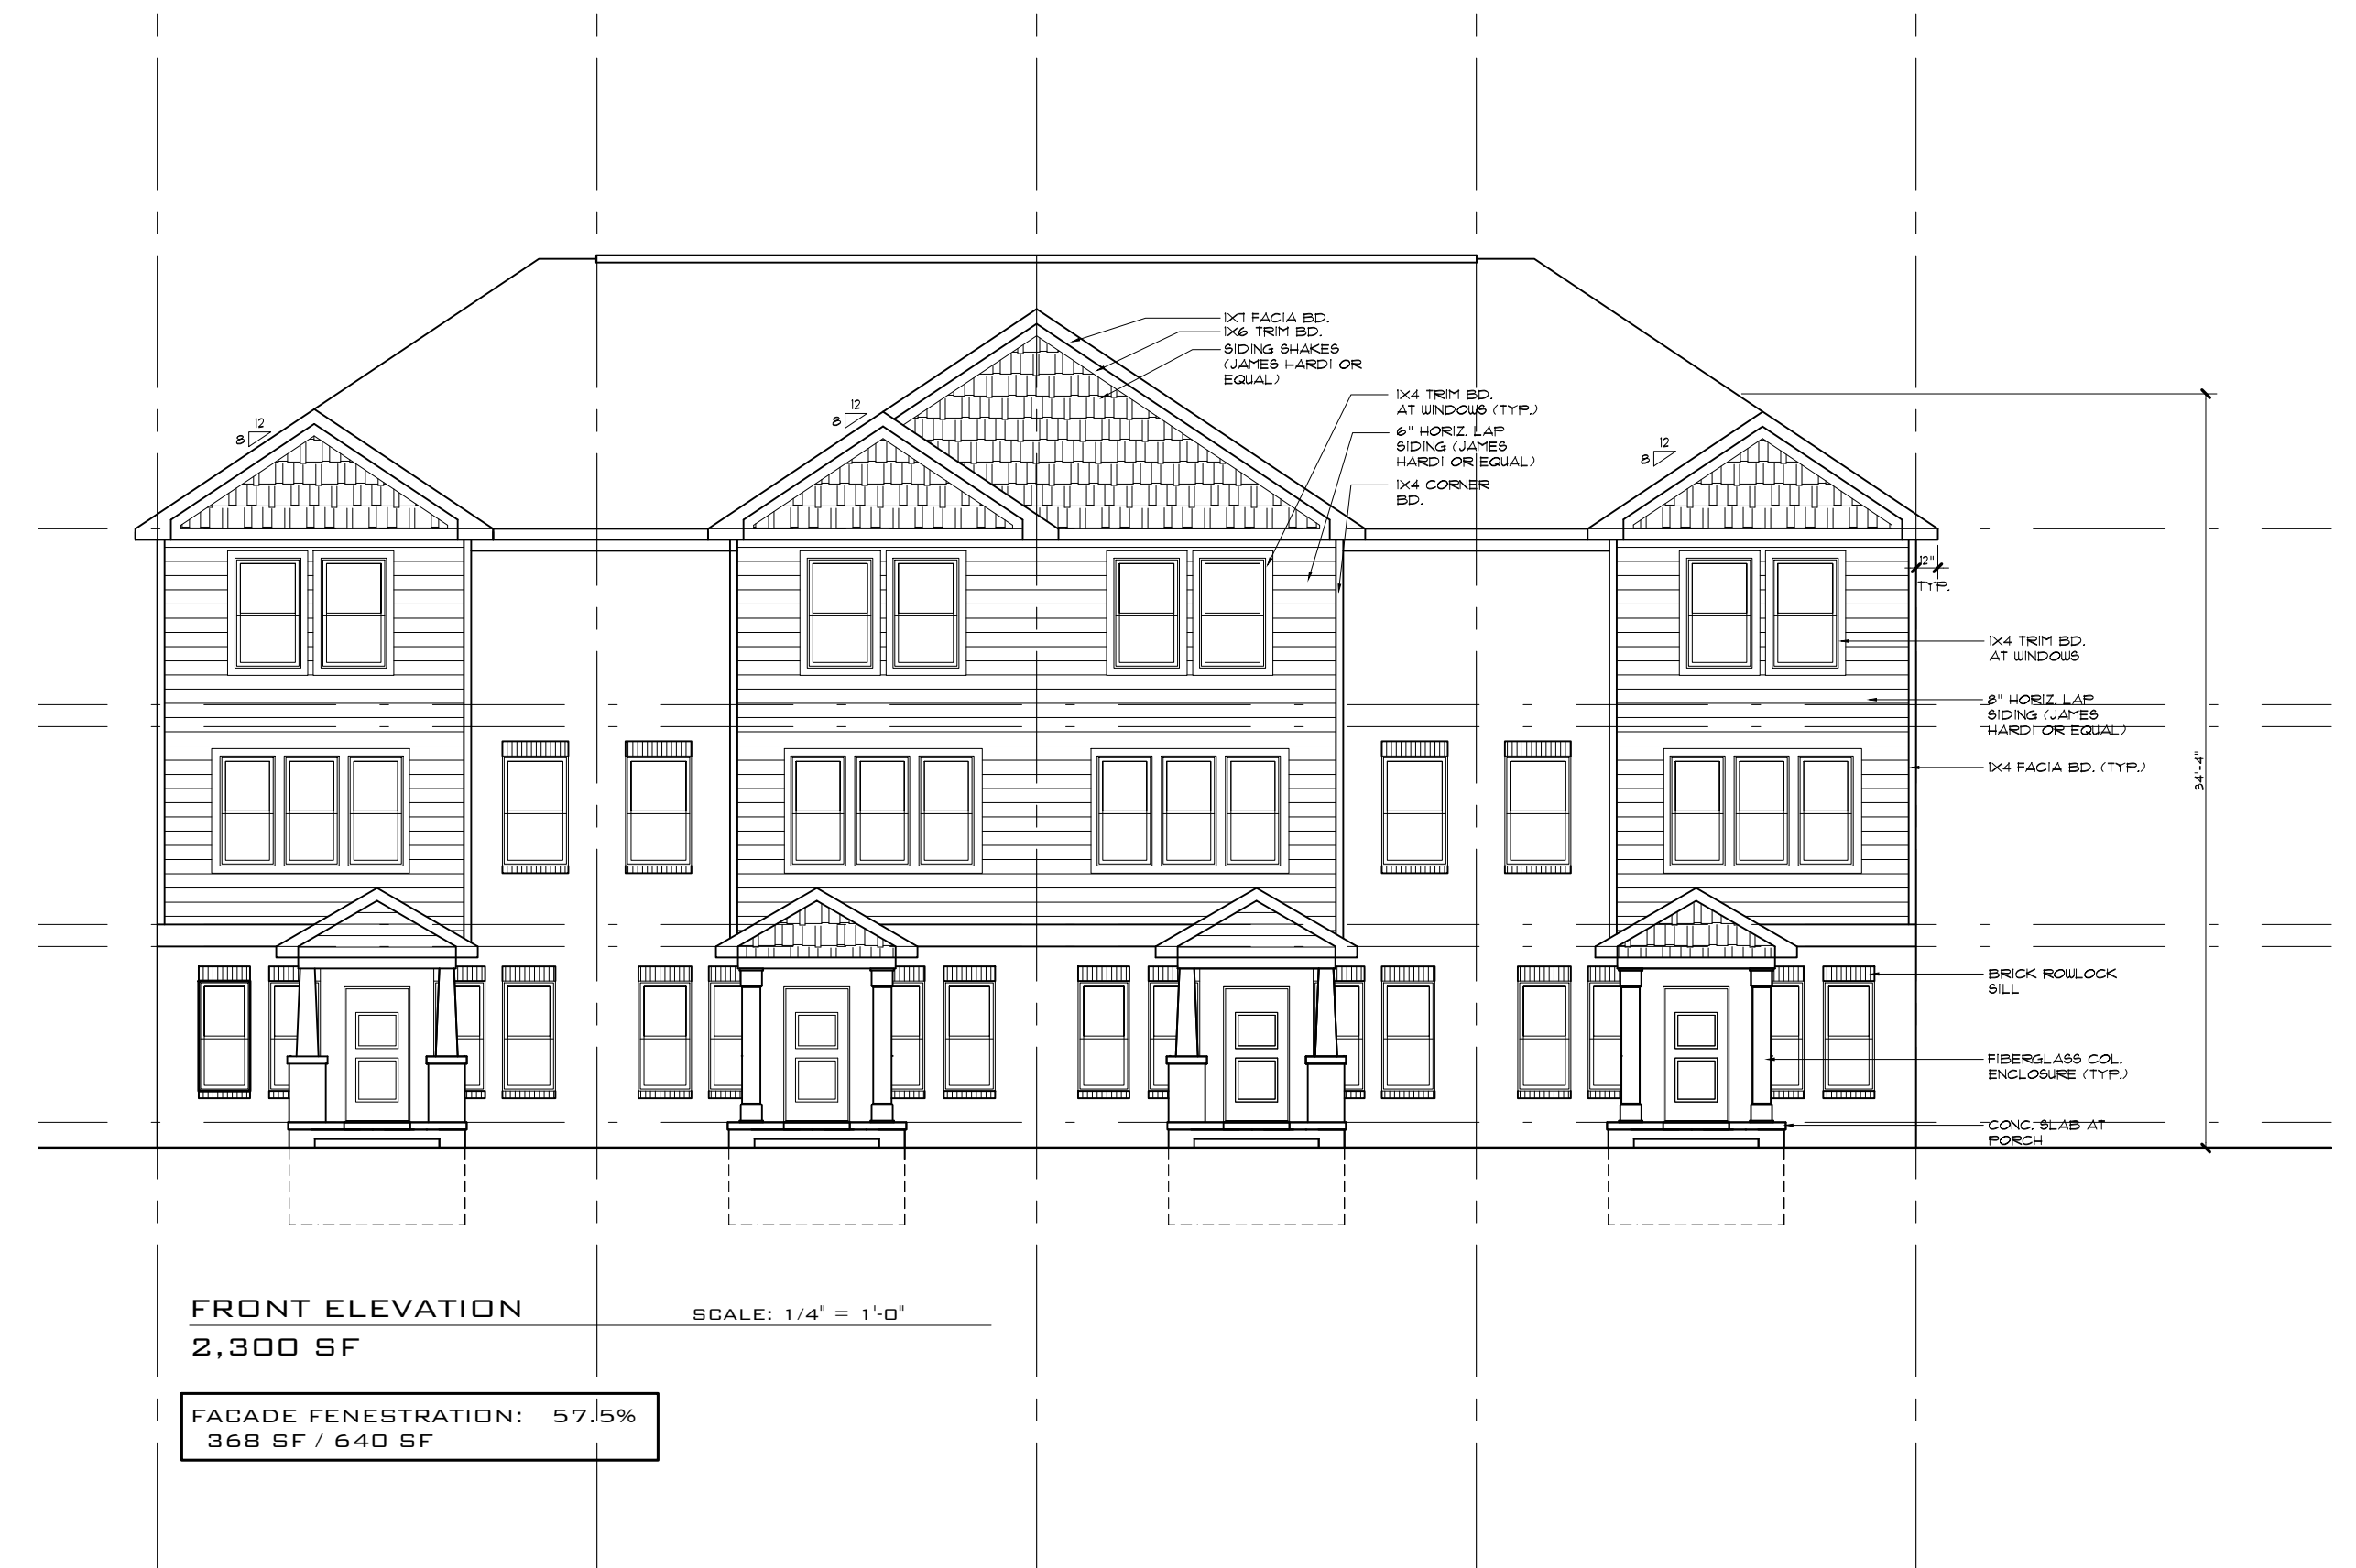 1X7 FACIA BD.
1X6 TRIM BD.
SIDING SHAKES
(JAMES HARDI OR
EQUAL)
1X4 TRIM BD.
AT WINDOWS (TYP.)
6" HORIZ. LAP
SIDING (JAMES
HARDI OR EQUAL)
1X4 CORNER
BD.
12
8
12
8
12
8
12"
TYP.
1X4 TRIM BD.
AT WINDOWS
8" HORIZ. LAP
SIDING (JAMES
HARDI OR EQUAL)
1X4 FACIA BD. (TYP.)
34'-4"
BRICK ROWLOCK
SILL
FIBERGLASS COL.
ENCLOSURE (TYP.)
CONC. SLAB AT
PORCH
FRONT ELEVATION
SCALE: 1/4" = 1'-0"
2,300 SF
FACADE FENESTRATION: 57.5%
368 SF / 640 SF